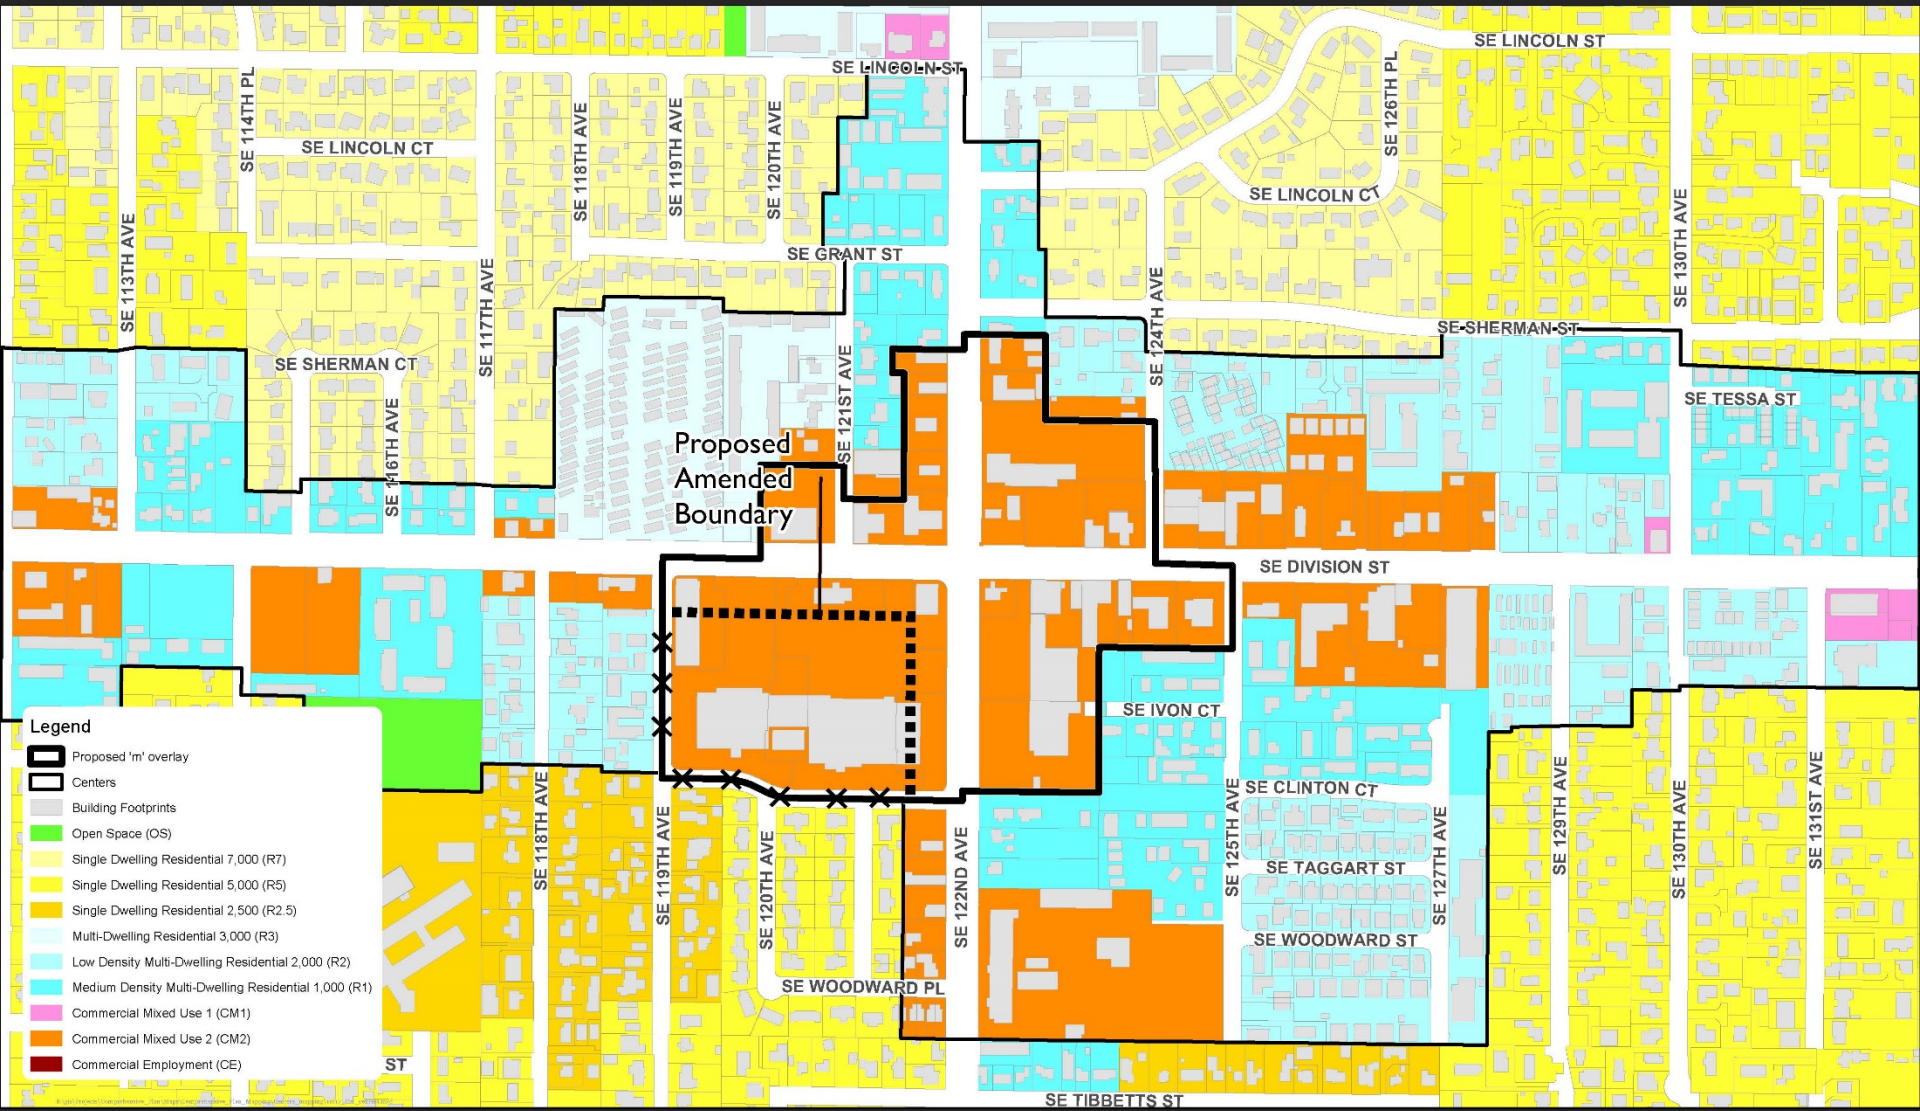 SE LINCOLN ST
SE LINCOLN ST
SE 114TH PL
SE LINCOLN CT
SE 118TH AVE
SE 119TH AVE
SE 120TH AVE
SE 126TH PL
SE LINCOLN CT
SE 113TH AVE
SE GRANT ST
SE 117TH AVE
SE 124TH AVE
SE 130TH AVE
SE SHERMAN ST
SE SHERMAN CT
SE 116TH AVE
SE 121ST AVE
SE TESSA ST
Proposed
Amended
Boundary
SE DIVISION ST
SE IVON CT
SE CLINTON CT
SE 118TH AVE
SE 119TH AVE
SE 120TH AVE
SE 122ND AVE
SE 125TH AVE
SE 127TH AVE
SE 129TH AVE
SE 130TH AVE
SE 131ST AVE
SE TAGGART ST
SE WOODWARD ST
SE WOODWARD PL
SE TIBBETTS ST
ST
Legend
Proposed 'm' overlay
Centers
Building Footprints
Open Space (OS)
Single Dwelling Residential 7,000 (R7)
Single Dwelling Residential 5,000 (R5)
Single Dwelling Residential 2,500 (R2.5)
Multi-Dwelling Residential 3,000 (R3)
Low Density Multi-Dwelling Residential 2,000 (R2)
Medium Density Multi-Dwelling Residential 1,000 (R1)
Commercial Mixed Use 1 (CM1)
Commercial Mixed Use 2 (CM2)
Commercial Employment (CE)